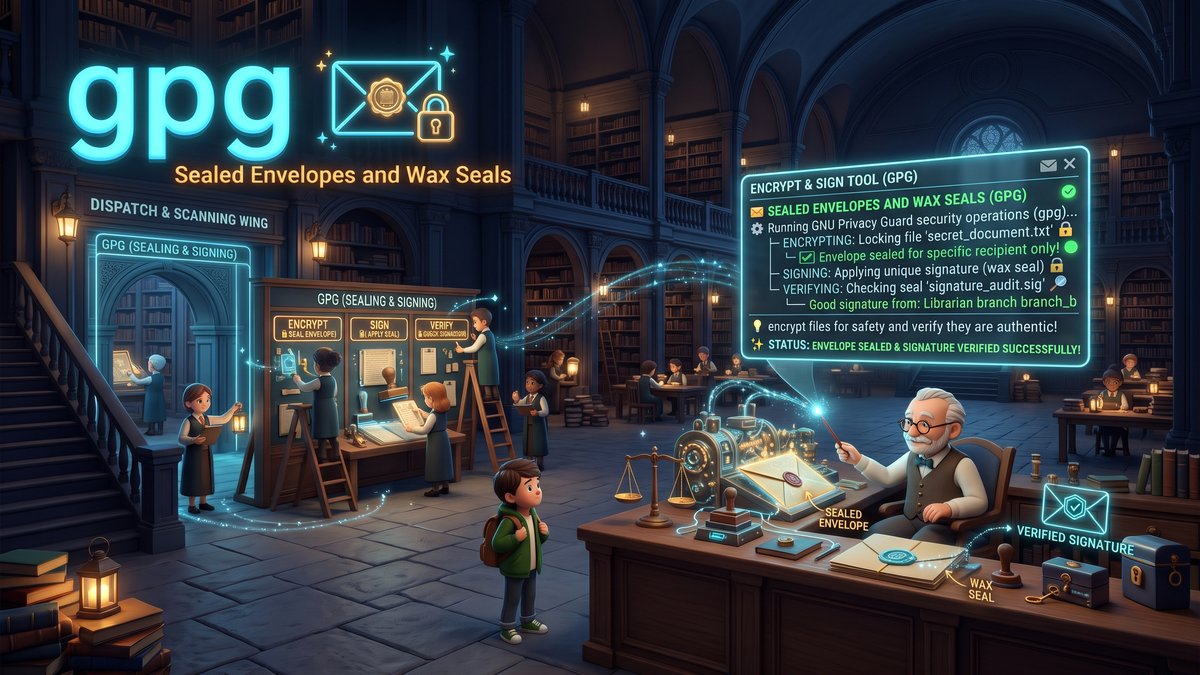 gpg
Sealed Envelopes and Wax Seals
DISPATCH & SCANNING WING
GPG (SEALING & SIGNING)
GPG (SEALING & SIGNING)
ENCRYPT
(SEAL ENVELOPE)
SIGN
(APPLY SEAL)
VERIFY
ENCRYPT & SIGN TOOL (GPG)
SEALED ENVELOPES AND WAX SEALS (GPG)
Running GNU Privacy Guard security operations (gpg)...
ENCRYPTING: Locking file 'secret_document.txt'
Envelope sealed for specific recipient only!
SIGNING: Applying unique signature (wax seal)
VERIFYING: Checking seal 'signature_audit.sig'
Good signature from: Librarian branch branch_b
encrypt files for safety and verify they are authentic!
STATUS: ENVELOPE SEALED & SIGNATURE VERIFIED SUCCESSFULLY!
SEALED
ENVELOPE
VERIFIED SIGNATURE
WAX
SEAL